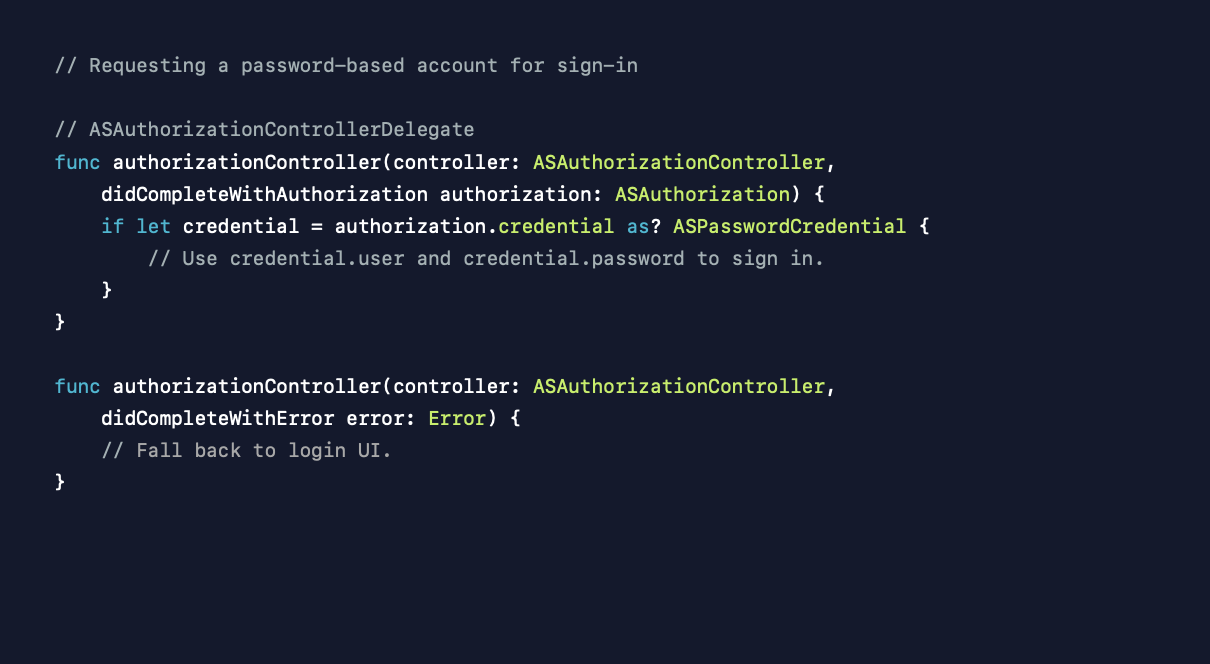 // Requesting a password-based account for sign-in
// ASAuthorizationControllerDelegate
func authorizationController(controller: ASAuthorizationController,
    didCompleteWithAuthorization authorization: ASAuthorization) {
    if let credential = authorization.credential as? ASPasswordCredential {
        // Use credential.user and credential.password to sign in.
    }
}
func authorizationController(controller: ASAuthorizationController,
    didCompleteWithError error: Error) {
    // Fall back to login UI.
}